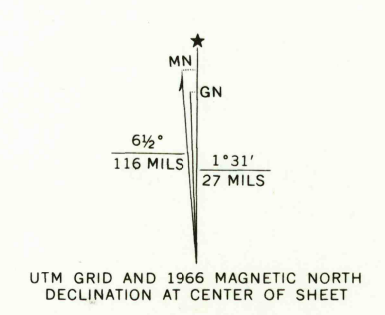 MN
GN
6½°
116 MILS
1°31′
27 MILS
UTM GRID AND 1966 MAGNETIC NORTH
DECLINATION AT CENTER OF SHEET